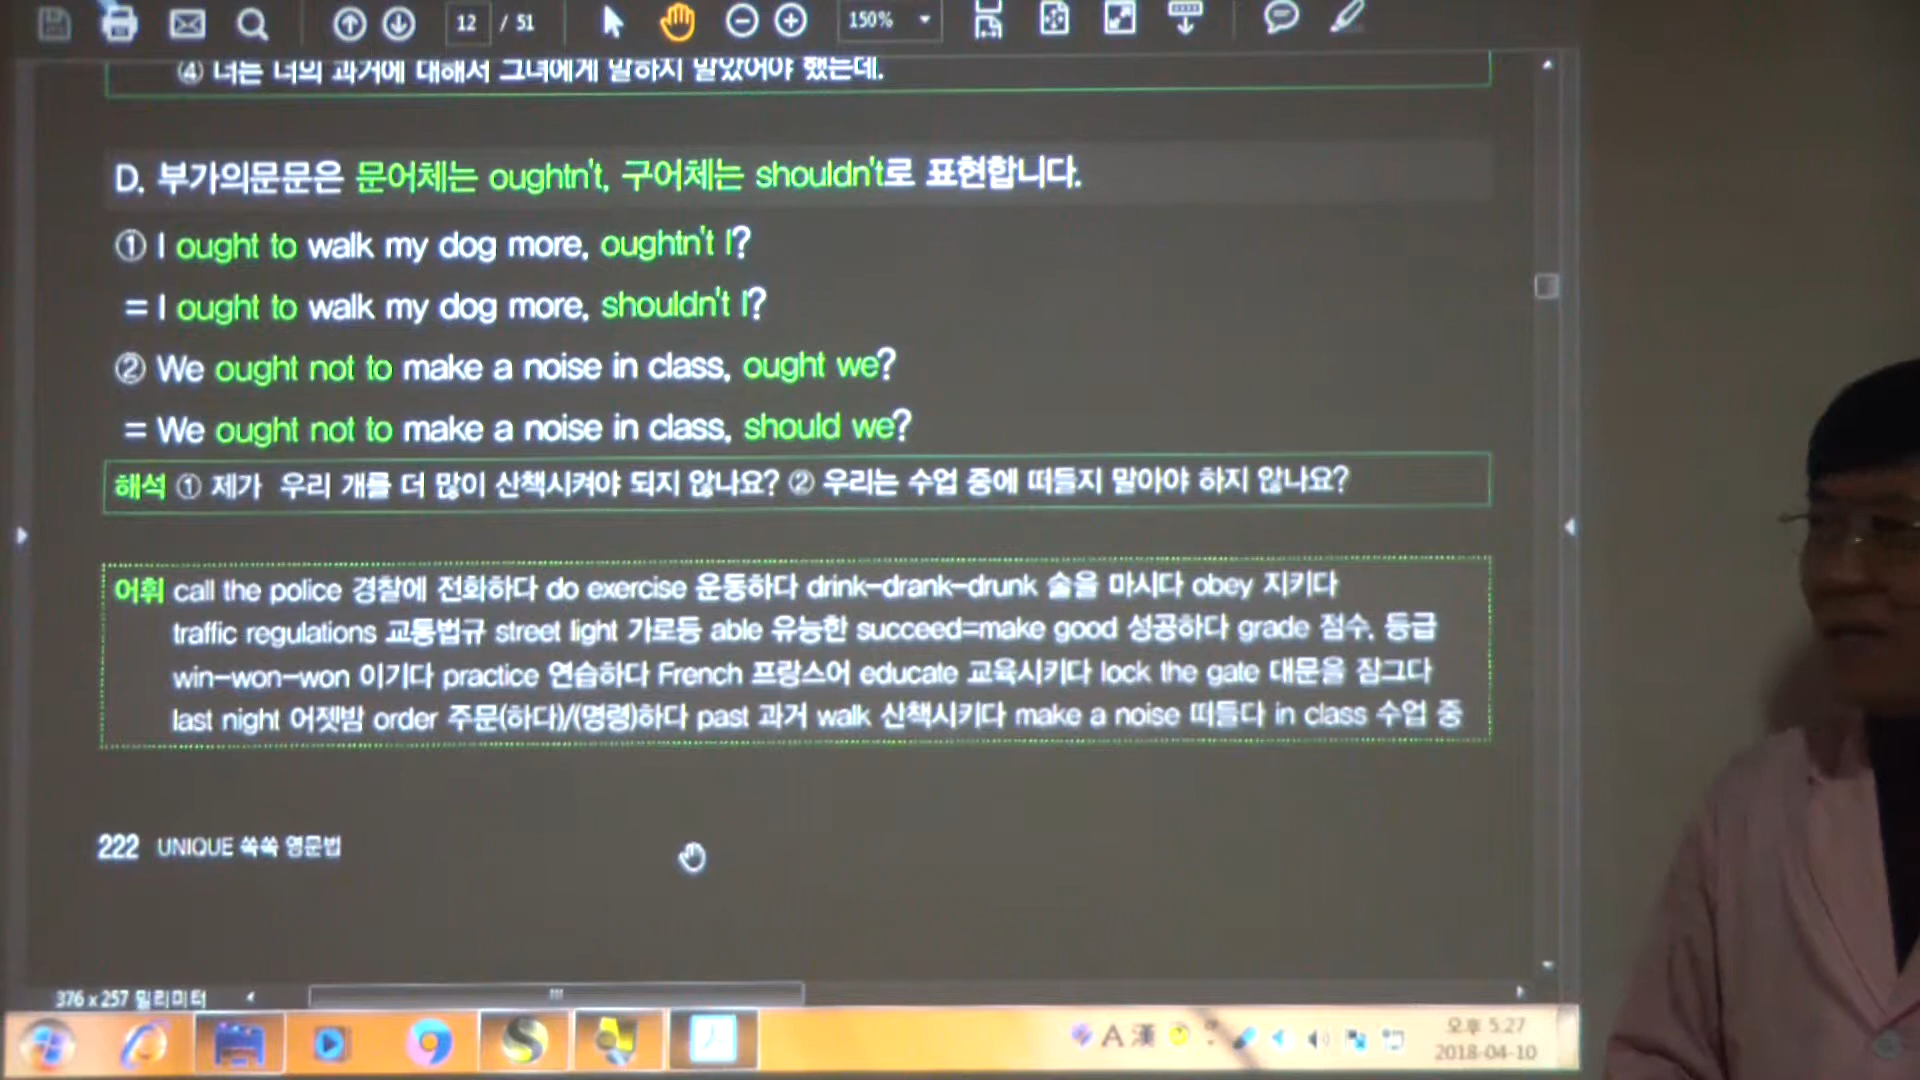 12 / 51
150%
④ 너는 너의 과거에 대해서 그녀에게 말하지 말았어야 했는데.
D. 부가의문문은 문어체는 oughtn't, 구어체는 shouldn't로 표현합니다.
① I ought to walk my dog more, oughtn't I?
= I ought to walk my dog more, shouldn't I?
② We ought not to make a noise in class, ought we?
= We ought not to make a noise in class, should we?
해석 ① 제가 우리 개를 더 많이 산책시켜야 되지 않나요? ② 우리는 수업 중에 떠들지 말아야 하지 않나요?
어휘 call the police 경찰에 전화하다 do exercise 운동하다 drink-drank-drunk 술을 마시다 obey 지키다
traffic regulations 교통법규 street light 가로등 able 유능한 succeed=make good 성공하다 grade 점수, 등급
win-won-won 이기다 practice 연습하다 French 프랑스어 educate 교육시키다 lock the gate 대문을 잠그다
last night 어젯밤 order 주문(하다)/(명령)하다 past 과거 walk 산책시키다 make a noise 떠들다 in class 수업 중
222 UNIQUE 쏙쏙 영문법
376 x 257 밀리미터
A 漢
오후 5:27
2018-04-10